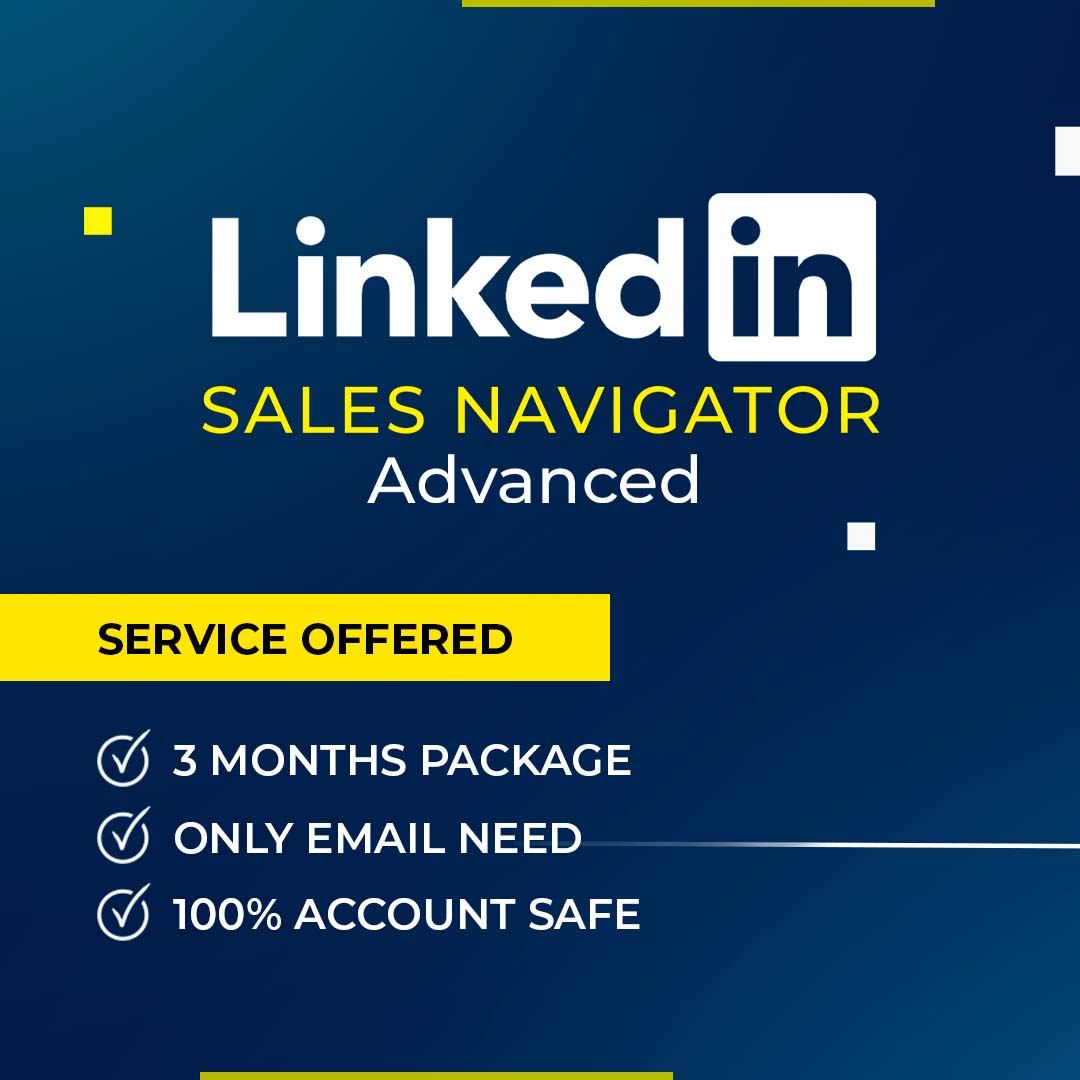 Linked in
SALES NAVIGATOR
Advanced
SERVICE OFFERED
3 MONTHS PACKAGE
ONLY EMAIL NEED
100% ACCOUNT SAFE